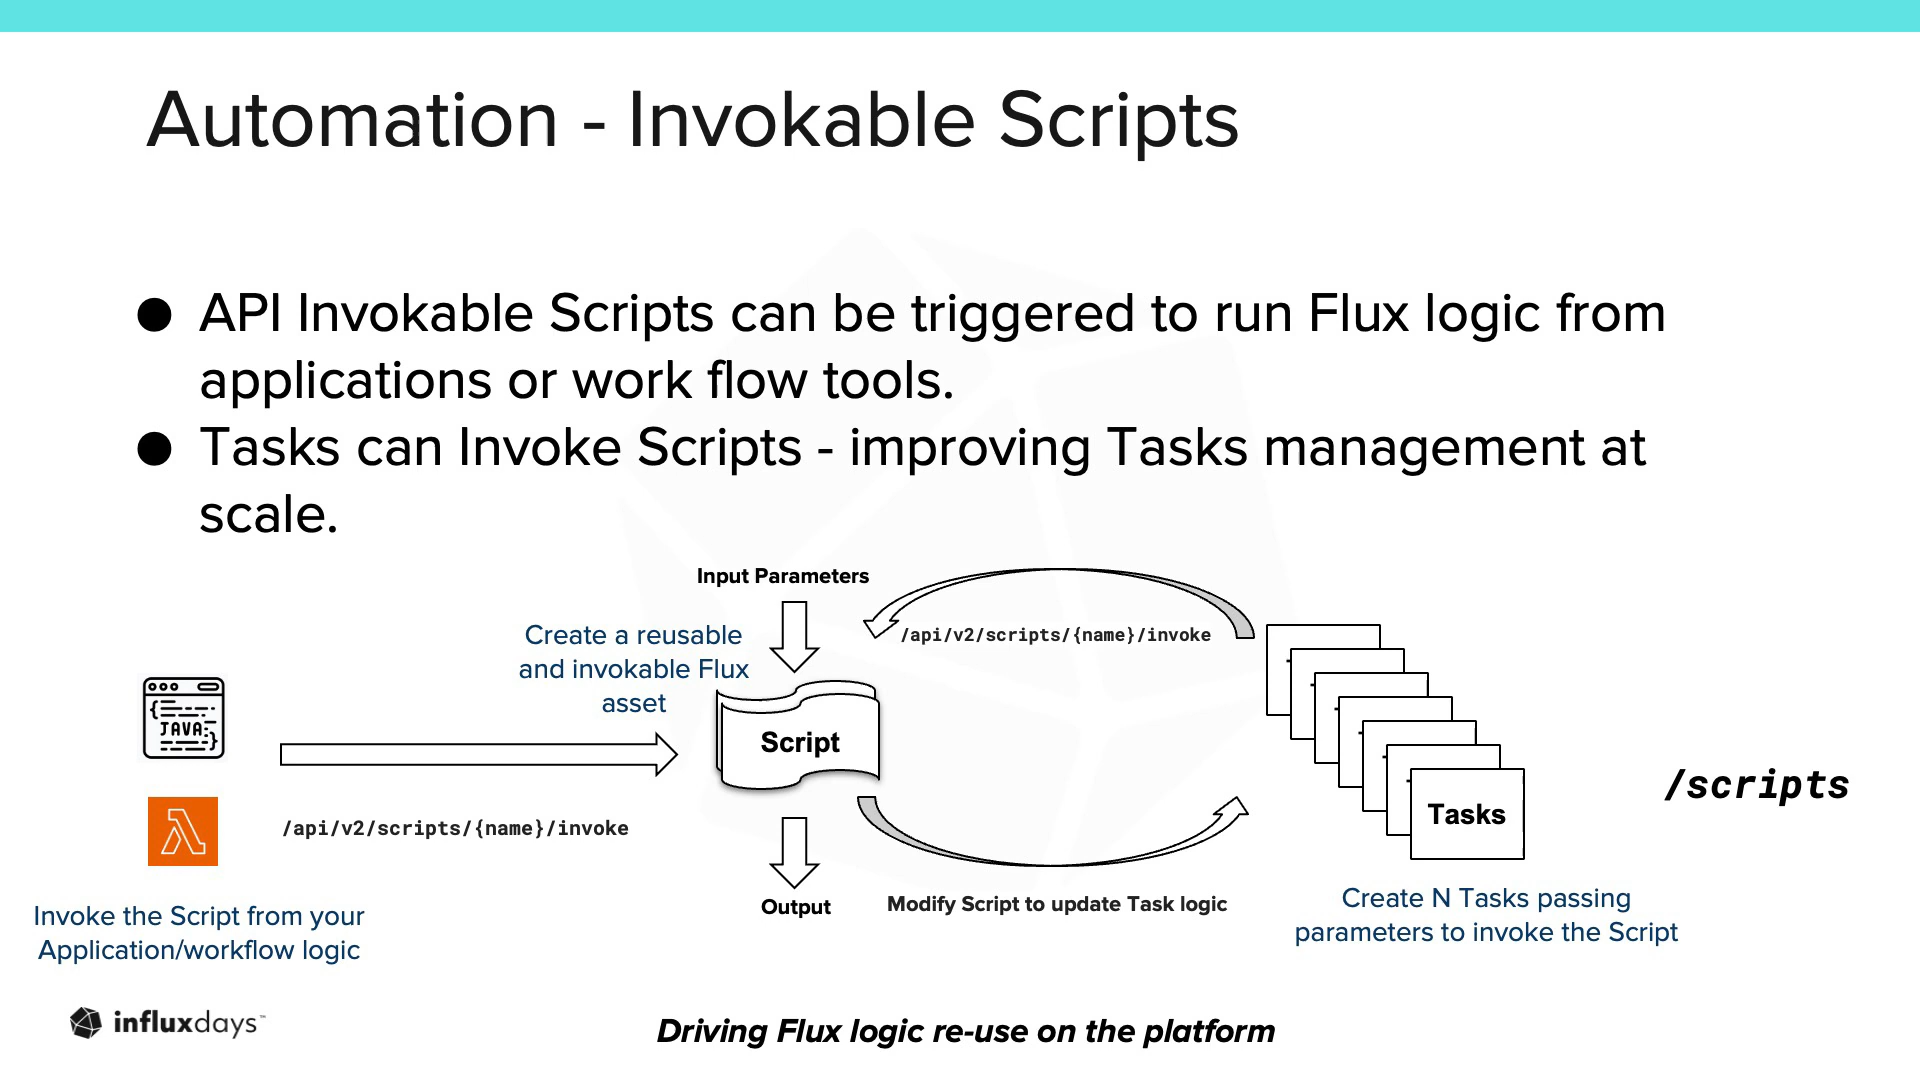 Automation - Invokable Scripts
● API Invokable Scripts can be triggered to run Flux logic from
applications or work flow tools.
● Tasks can Invoke Scripts - improving Tasks management at
scale.
Input Parameters
Create a reusable
and invokable Flux
asset
/api/v2/scripts/{name}/invoke
{
JAVA
}
Script
Tasks
/scripts
λ
/api/v2/scripts/{name}/invoke
Output
Modify Script to update Task logic
Create N Tasks passing
parameters to invoke the Script
Invoke the Script from your
Application/workflow logic
influxdays™
Driving Flux logic re-use on the platform